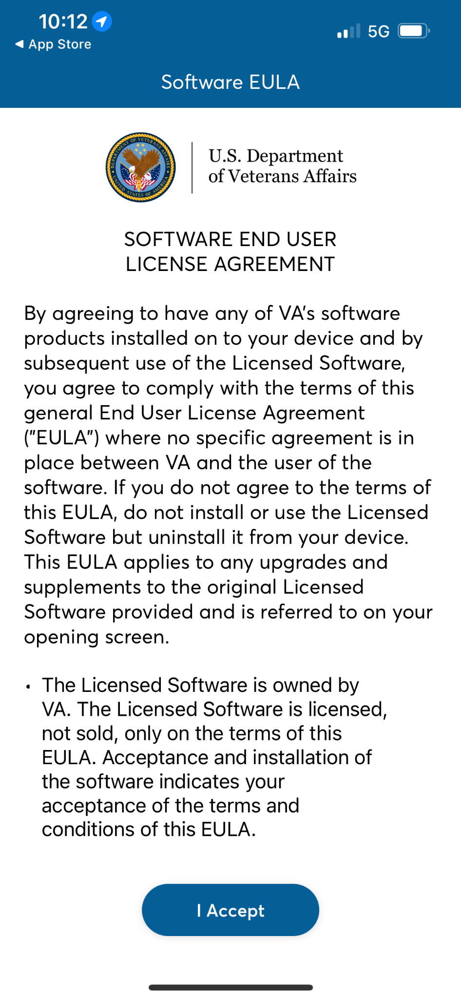 10:12
5G
◀ App Store
Software EULA
DEPARTMENT OF VETERANS AFFAIRS
UNITED STATES OF AMERICA
U.S. Department
of Veterans Affairs
SOFTWARE END USER
LICENSE AGREEMENT
By agreeing to have any of VA's software
products installed on to your device and by
subsequent use of the Licensed Software,
you agree to comply with the terms of this
general End User License Agreement
("EULA") where no specific agreement is in
place between VA and the user of the
software. If you do not agree to the terms of
this EULA, do not install or use the Licensed
Software but uninstall it from your device.
This EULA applies to any upgrades and
supplements to the original Licensed
Software provided and is referred to on your
opening screen.
• The Licensed Software is owned by
VA. The Licensed Software is licensed,
not sold, only on the terms of this
EULA. Acceptance and installation of
the software indicates your
acceptance of the terms and
conditions of this EULA.
I Accept